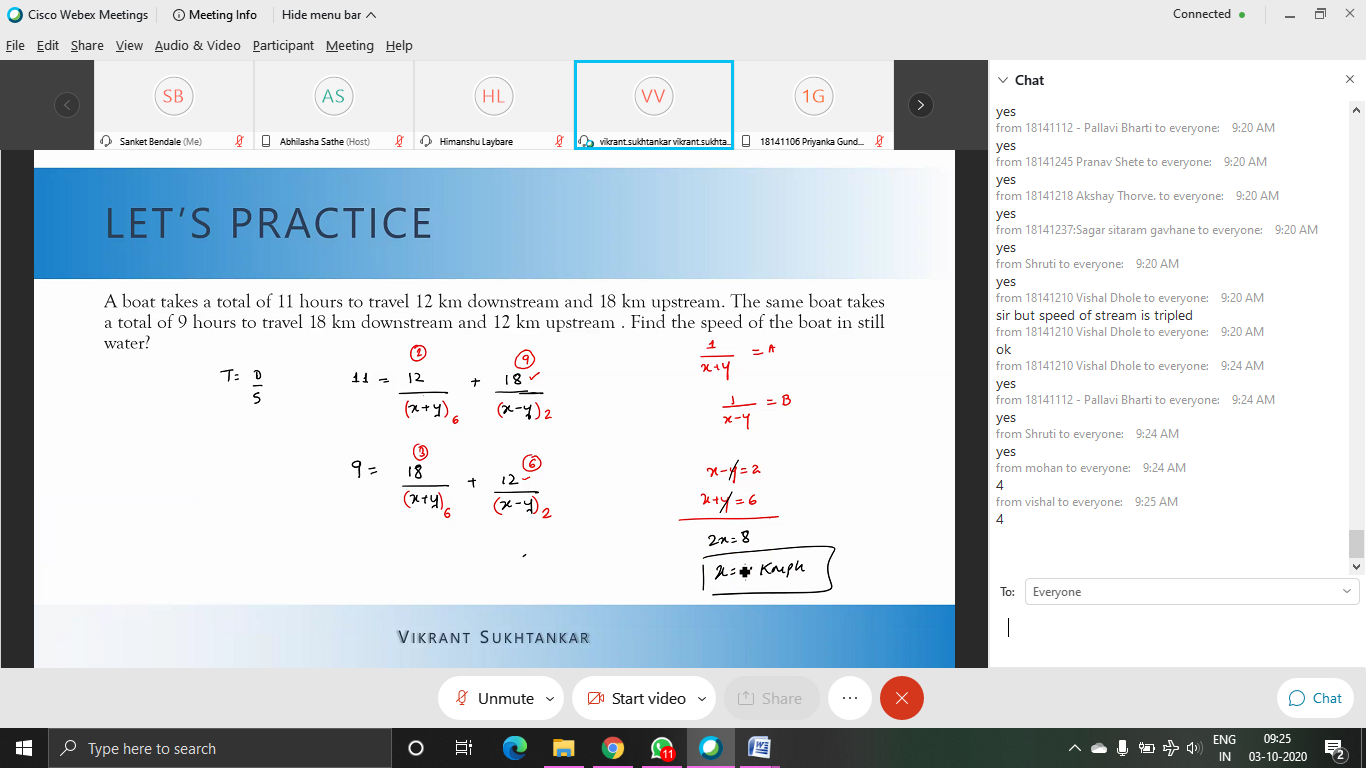 Cisco Webex Meetings
Meeting Info
Hide menu bar
Connected
File Edit Share View Audio & Video Participant Meeting Help
SB
AS
HL
VV
1G
Sanket Bendale (Me)
Abhilasha Sathe (Host)
Himanshu Laybare
vikrant.sukhtankar vikrant.sukhta...
18141106 Priyanka Gund...
LET'S PRACTICE
A boat takes a total of 11 hours to travel 12 km downstream and 18 km upstream. The same boat takes
a total of 9 hours to travel 18 km downstream and 12 km upstream . Find the speed of the boat in still
water?
T= D
S
2
9
11 = 12 + 18 ✓
(x+y) 6 (x-y) 2
3
6
9 = 18 + 12
(x+y) 6 (x-y) 2
1 = A
x+y
1 = B
x-y
x-y=2
x+y=6
2x=8
x= Kmph
VIKRANT SUKHTANKAR
Chat
yes
from 18141112 - Pallavi Bharti to everyone: 9:20 AM
yes
from 18141245 Pranav Shete to everyone: 9:20 AM
yes
from 18141218 Akshay Thorve. to everyone: 9:20 AM
yes
from 18141237:Sagar sitaram gavhane to everyone: 9:20 AM
yes
from Shruti to everyone: 9:20 AM
yes
from 18141210 Vishal Dhole to everyone: 9:20 AM
sir but speed of stream is tripled
from 18141210 Vishal Dhole to everyone: 9:20 AM
ok
from 18141210 Vishal Dhole to everyone: 9:24 AM
yes
from 18141112 - Pallavi Bharti to everyone: 9:24 AM
yes
from Shruti to everyone: 9:24 AM
yes
from mohan to everyone: 9:24 AM
4
from vishal to everyone: 9:25 AM
4
To: Everyone
Unmute
Start video
Share
Chat
Type here to search
11
ENG
IN
09:25
03-10-2020
2